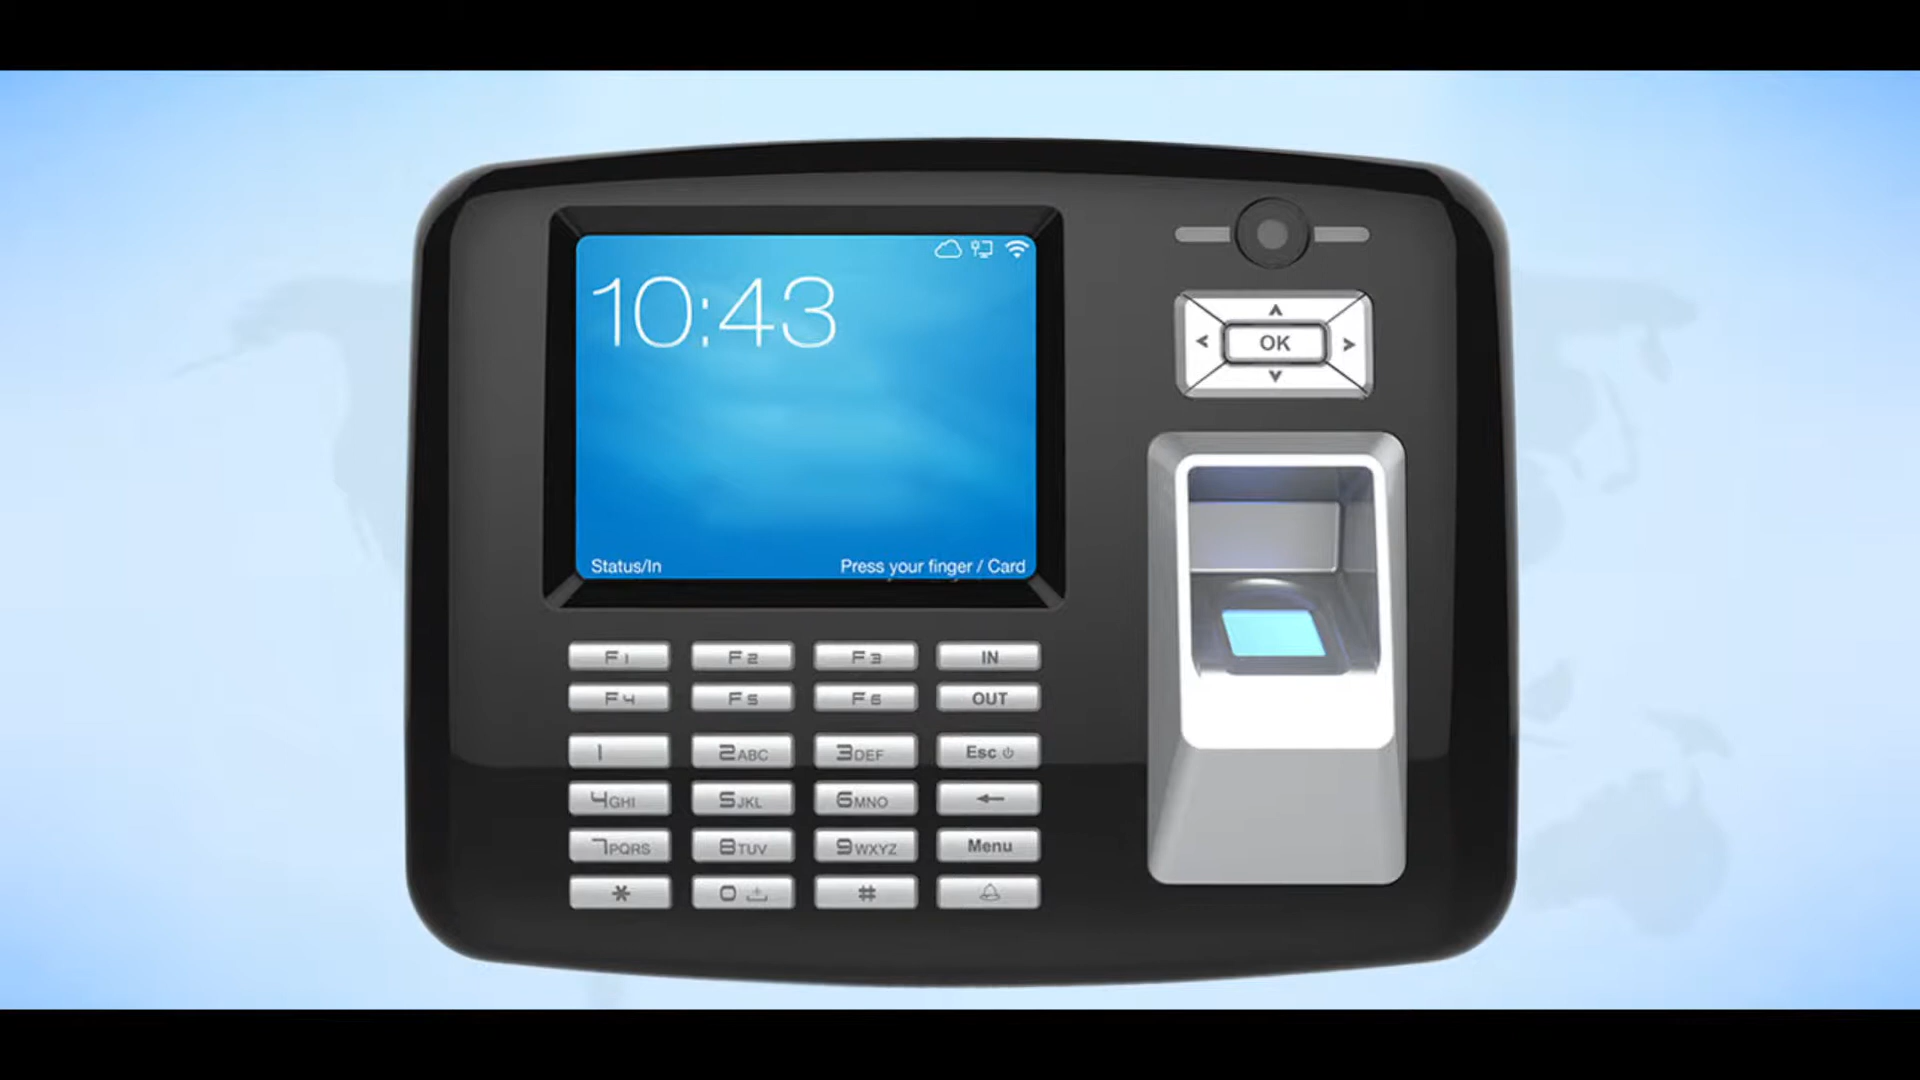 10:43
Status/In
Press your finger / Card
OK
F1 F2 F3 IN
F4 F5 F6 OUT
1 2ABC 3DEF Esc
4GHI 5JKL 6MNO
7PQRS 8TUV 9WXYZ Menu
* 0 #